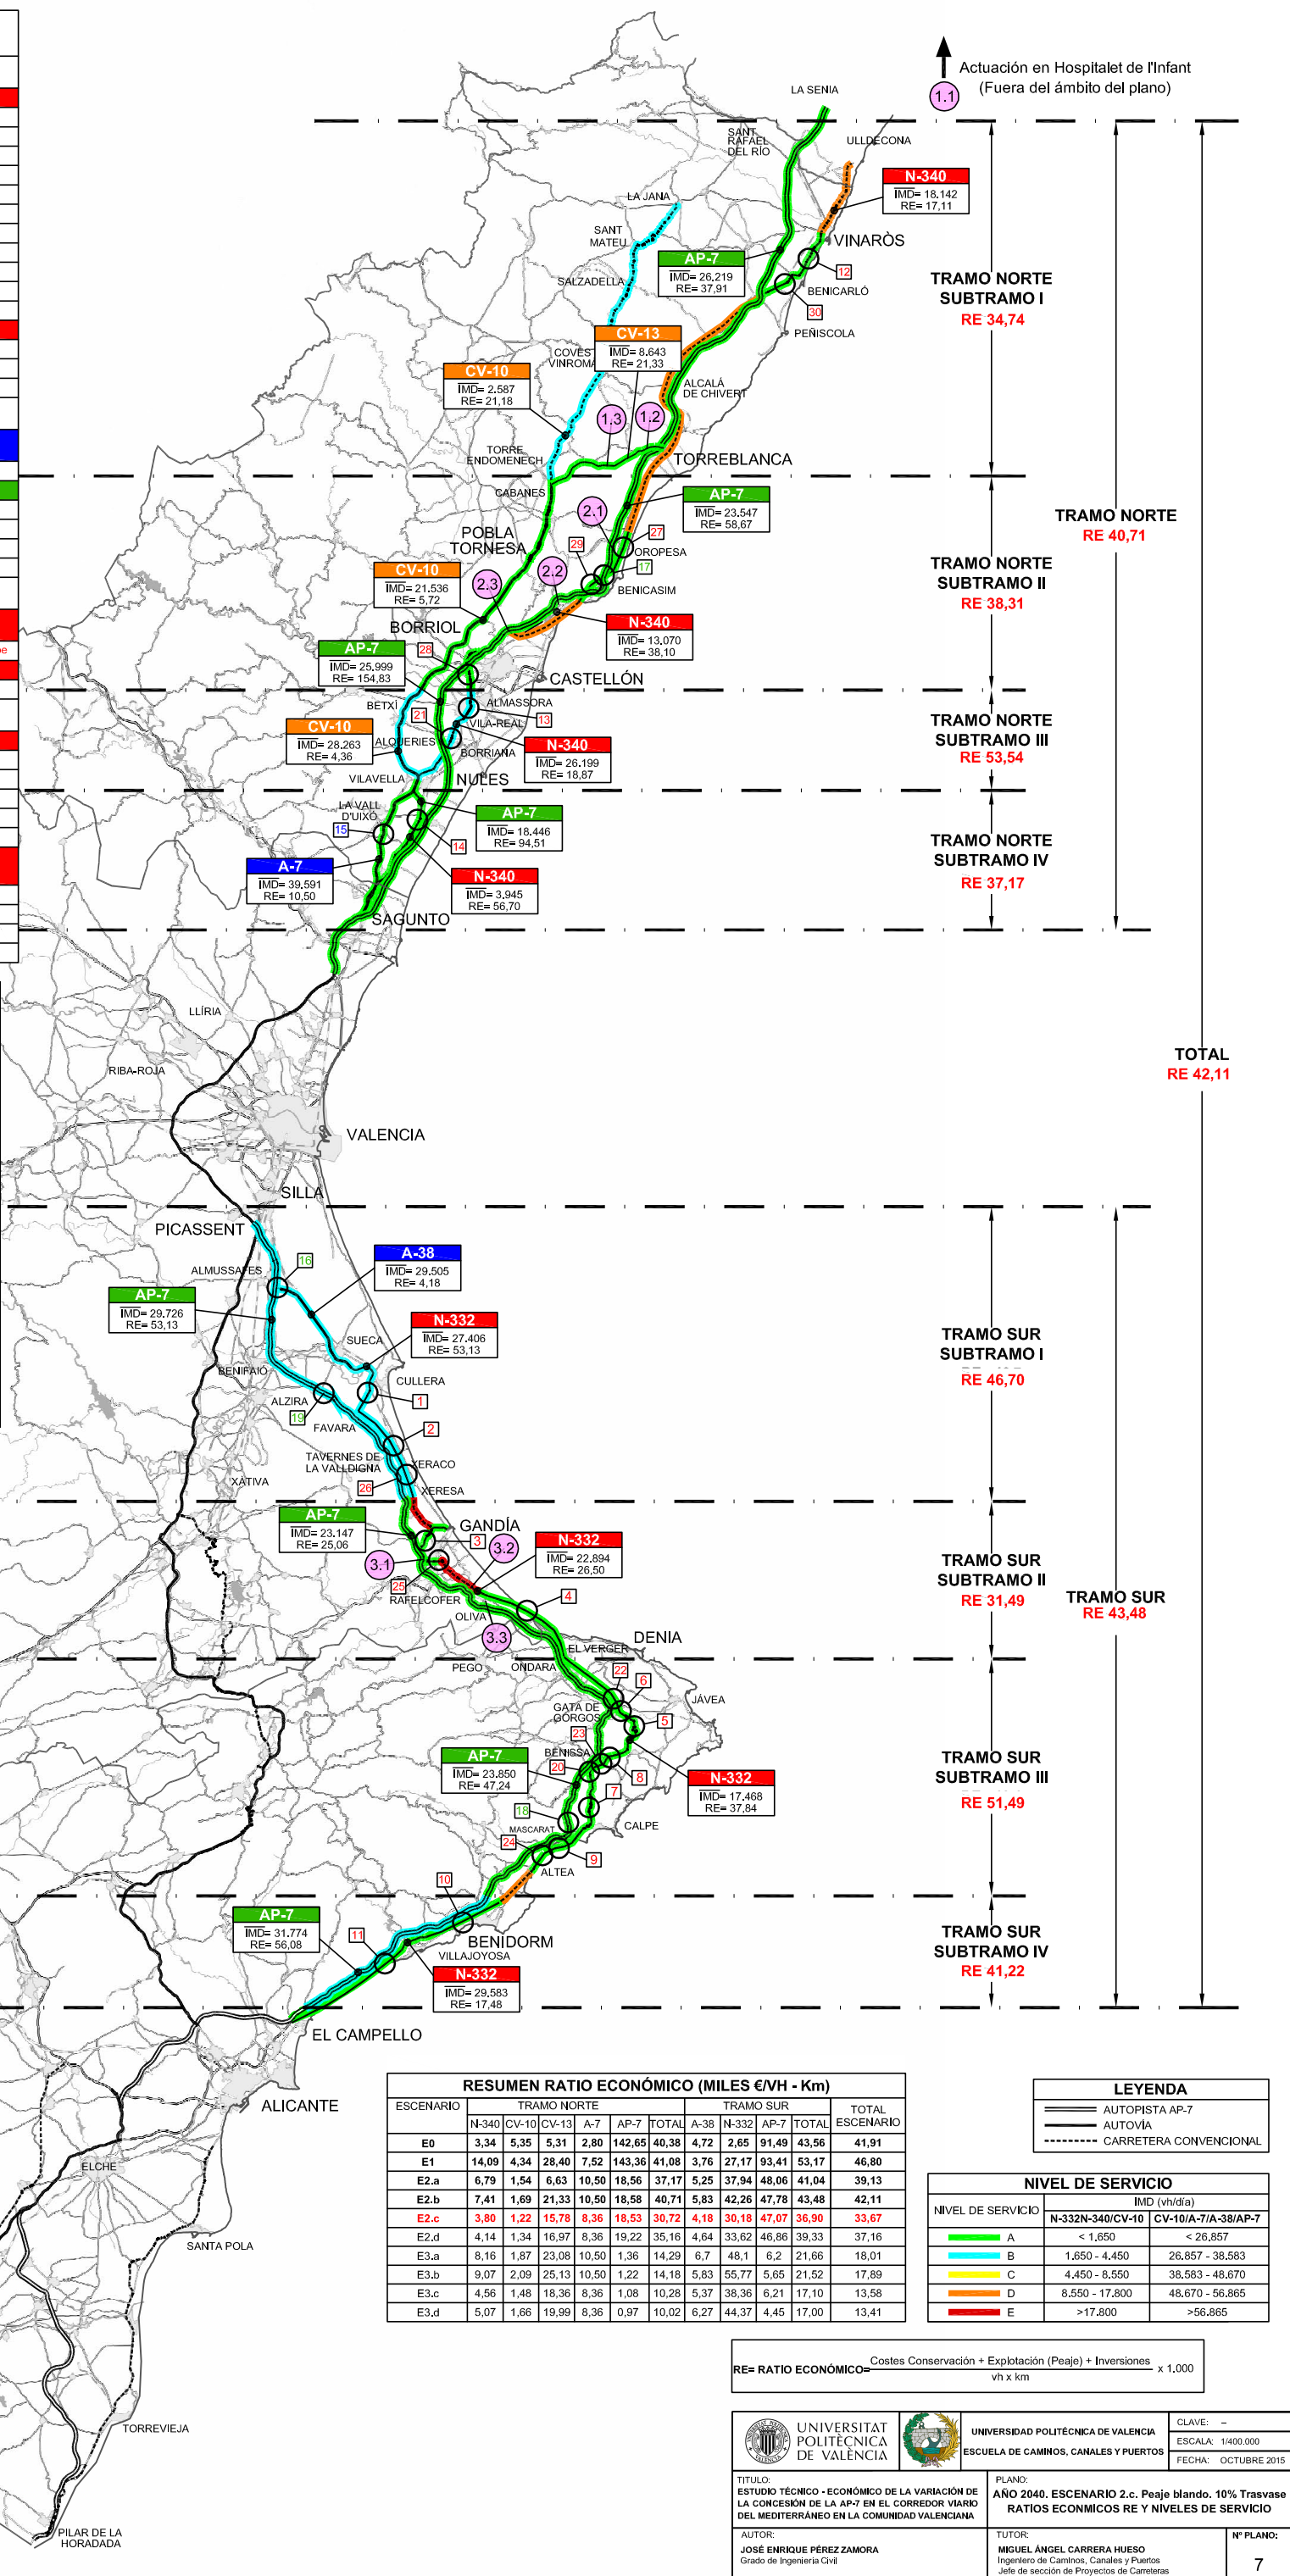 Actuación en Hospitalet de l'Infant
(Fuera del ámbito del plano)
1.1
LA SENIA
SANT
RAFAEL
DEL RÍO
ULLDECONA
N-340
IMD= 18.142
RE= 17,11
LA JANA
SANT
MATEU
VINARÒS
AP-7
IMD= 26,219
RE= 37,91
12
SALZADELLA
BENICARLÓ
30
PEÑISCOLA
TRAMO NORTE
SUBTRAMO I
RE 34,74
CV-13
IMD= 8.643
RE= 21,33
COVES
VINROMÁ
CV-10
IMD= 2.587
RE= 21,18
ALCALÁ
DE CHIVERT
1.3
1.2
TORRE
ENDOMENECH
TORREBLANCA
CABANES
AP-7
IMD= 23.547
RE= 58,67
2.1
TRAMO NORTE
RE 40,71
POBLA
TORNESA
27
29
OROPESA
17
TRAMO NORTE
SUBTRAMO II
RE 38,31
CV-10
IMD= 21.536
RE= 5,72
2.3
2.2
BENICASIM
BORRIOL
N-340
IMD= 13.070
RE= 38,10
AP-7
IMD= 25.999
RE= 154,83
28
CASTELLÓN
BETXÍ
ALMASSORA
21
13
VILA-REAL
TRAMO NORTE
SUBTRAMO III
RE 53,54
CV-10
IMD= 28.263
RE= 4,36
ALQUERIES
BORRIANA
N-340
IMD= 26.199
RE= 18,87
VILAVELLA
NULES
LA VALL
D'UIXÓ
AP-7
IMD= 18.446
RE= 94,51
15
14
TRAMO NORTE
SUBTRAMO IV
RE 37,17
A-7
IMD= 39.591
RE= 10,50
N-340
IMD= 3,945
RE= 56,70
SAGUNTO
LLÍRIA
RIBA-ROJA
TOTAL
RE 42,11
VALENCIA
SILLA
PICASSENT
ALMUSSAFES
16
A-38
IMD= 29.505
RE= 4,18
AP-7
IMD= 29.726
RE= 53,13
N-332
IMD= 27.406
RE= 53,13
SUECA
TRAMO SUR
SUBTRAMO I
RE 46,70
BENIFAIÓ
CULLERA
ALZIRA
1
19
FAVARA
2
TAVERNES DE
LA VALLDIGNA
XERACO
XÀTIVA
26
XERESA
AP-7
IMD= 23.147
RE= 25,06
GANDÍA
3
N-332
IMD= 22.894
RE= 26,50
3.2
3.1
25
RAFELCOFER
4
OLIVA
TRAMO SUR
SUBTRAMO II
RE 31,49
TRAMO SUR
RE 43,48
3.3
DENIA
EL VERGER
PEGO
ONDARA
22
6
JÁVEA
GATA DE
GORGOS
5
23
BENISSA
AP-7
IMD= 23.850
RE= 47,24
20
8
N-332
IMD= 17.468
RE= 37,84
TRAMO SUR
SUBTRAMO III
RE 51,49
7
18
MASCARAT
CALPE
24
9
ALTEA
10
AP-7
IMD= 31.774
RE= 56,08
11
BENIDORM
VILLAJOYOSA
TRAMO SUR
SUBTRAMO IV
RE 41,22
N-332
IMD= 29,583
RE= 17,48
EL CAMPELLO
ALICANTE
ELCHE
SANTA POLA
TORREVIEJA
PILAR DE LA
HORADADA
RESUMEN RATIO ECONÓMICO (MILES €/VH - Km)
ESCENARIO TRAMO NORTE TRAMO SUR TOTAL ESCENARIO
N-340 CV-10 CV-13 A-7 AP-7 TOTAL A-38 N-332 AP-7 TOTAL
E0 3,34 5,35 5,31 2,80 142,65 40,38 4,72 2,65 91,49 43,56 41,91
E1 14,09 4,34 28,40 7,52 143,36 41,08 3,76 27,17 93,41 53,17 46,80
E2.a 6,79 1,54 6,63 10,50 18,56 37,17 5,25 37,94 48,06 41,04 39,13
E2.b 7,41 1,69 21,33 10,50 18,58 40,71 5,83 42,26 47,78 43,48 42,11
E2.c 3,80 1,22 15,78 8,36 18,53 30,72 4,18 30,18 47,07 36,90 33,67
E2.d 4,14 1,34 16,97 8,36 19,22 35,16 4,64 33,62 46,86 39,33 37,16
E3.a 8,16 1,87 23,08 10,50 1,36 14,29 6,7 48,1 6,2 21,66 18,01
E3.b 9,07 2,09 25,13 10,50 1,22 14,18 5,83 55,77 5,65 21,52 17,89
E3.c 4,56 1,48 18,36 8,36 1,08 10,28 5,37 38,36 6,21 17,10 13,58
E3.d 5,07 1,66 19,99 8,36 0,97 10,02 6,27 44,37 4,45 17,00 13,41
LEYENDA
AUTOPISTA AP-7
AUTOVÍA
CARRETERA CONVENCIONAL
NIVEL DE SERVICIO
NIVEL DE SERVICIO IMD (vh/día)
N-332N-340/CV-10 CV-10/A-7/A-38/AP-7
A < 1,650 < 26,857
B 1.650 - 4.450 26.857 - 38.583
C 4.450 - 8.550 38.583 - 48.670
D 8.550 - 17.800 48.670 - 56.865
E >17.800 >56.865
RE= RATIO ECONÓMICO= Costes Conservación + Explotación (Peaje) + Inversiones x 1.000
vh x km
UNIVERSITAT
POLITÈCNICA
DE VALÈNCIA
UNIVERSIDAD POLITÉCNICA DE VALENCIA
ESCUELA DE CAMINOS, CANALES Y PUERTOS
CLAVE: –
ESCALA: 1/400.000
FECHA: OCTUBRE 2015
TITULO:
ESTUDIO TÉCNICO - ECONÓMICO DE LA VARIACIÓN DE
LA CONCESIÓN DE LA AP-7 EN EL CORREDOR VIARIO
DEL MEDITERRÁNEO EN LA COMUNIDAD VALENCIANA
PLANO:
AÑO 2040. ESCENARIO 2.c. Peaje blando. 10% Trasvase
RATIOS ECONMICOS RE Y NIVELES DE SERVICIO
AUTOR:
JOSÉ ENRIQUE PÉREZ ZAMORA
Grado de Ingeniería Civil
TUTOR:
MIGUEL ÁNGEL CARRERA HUESO
Ingeniero de Caminos, Canales y Puertos
Jefe de sección de Proyectos de Carreteras
Nº PLANO:
7